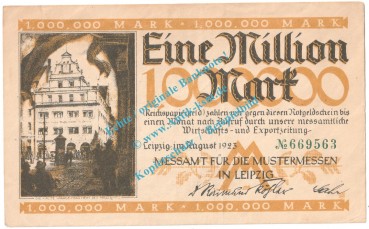 1,000,000 MARK 1,000,000 MARK 1,000,000 MARK
Eine Million
1000000
Mark
(Reichspapiergeld) zahlen wir gegen diesen Notgeldschein bis
einen Monat nach Aufruf durch unsere messamtliche
Wirtschafts- und Exportzeitung.
Leipzig, im August 1923 № 669563
MESSAMT FÜR DIE MUSTERMESSEN
IN LEIPZIG
1,000,000 MARK 1,000,000 MARK 1,000,000 MARK